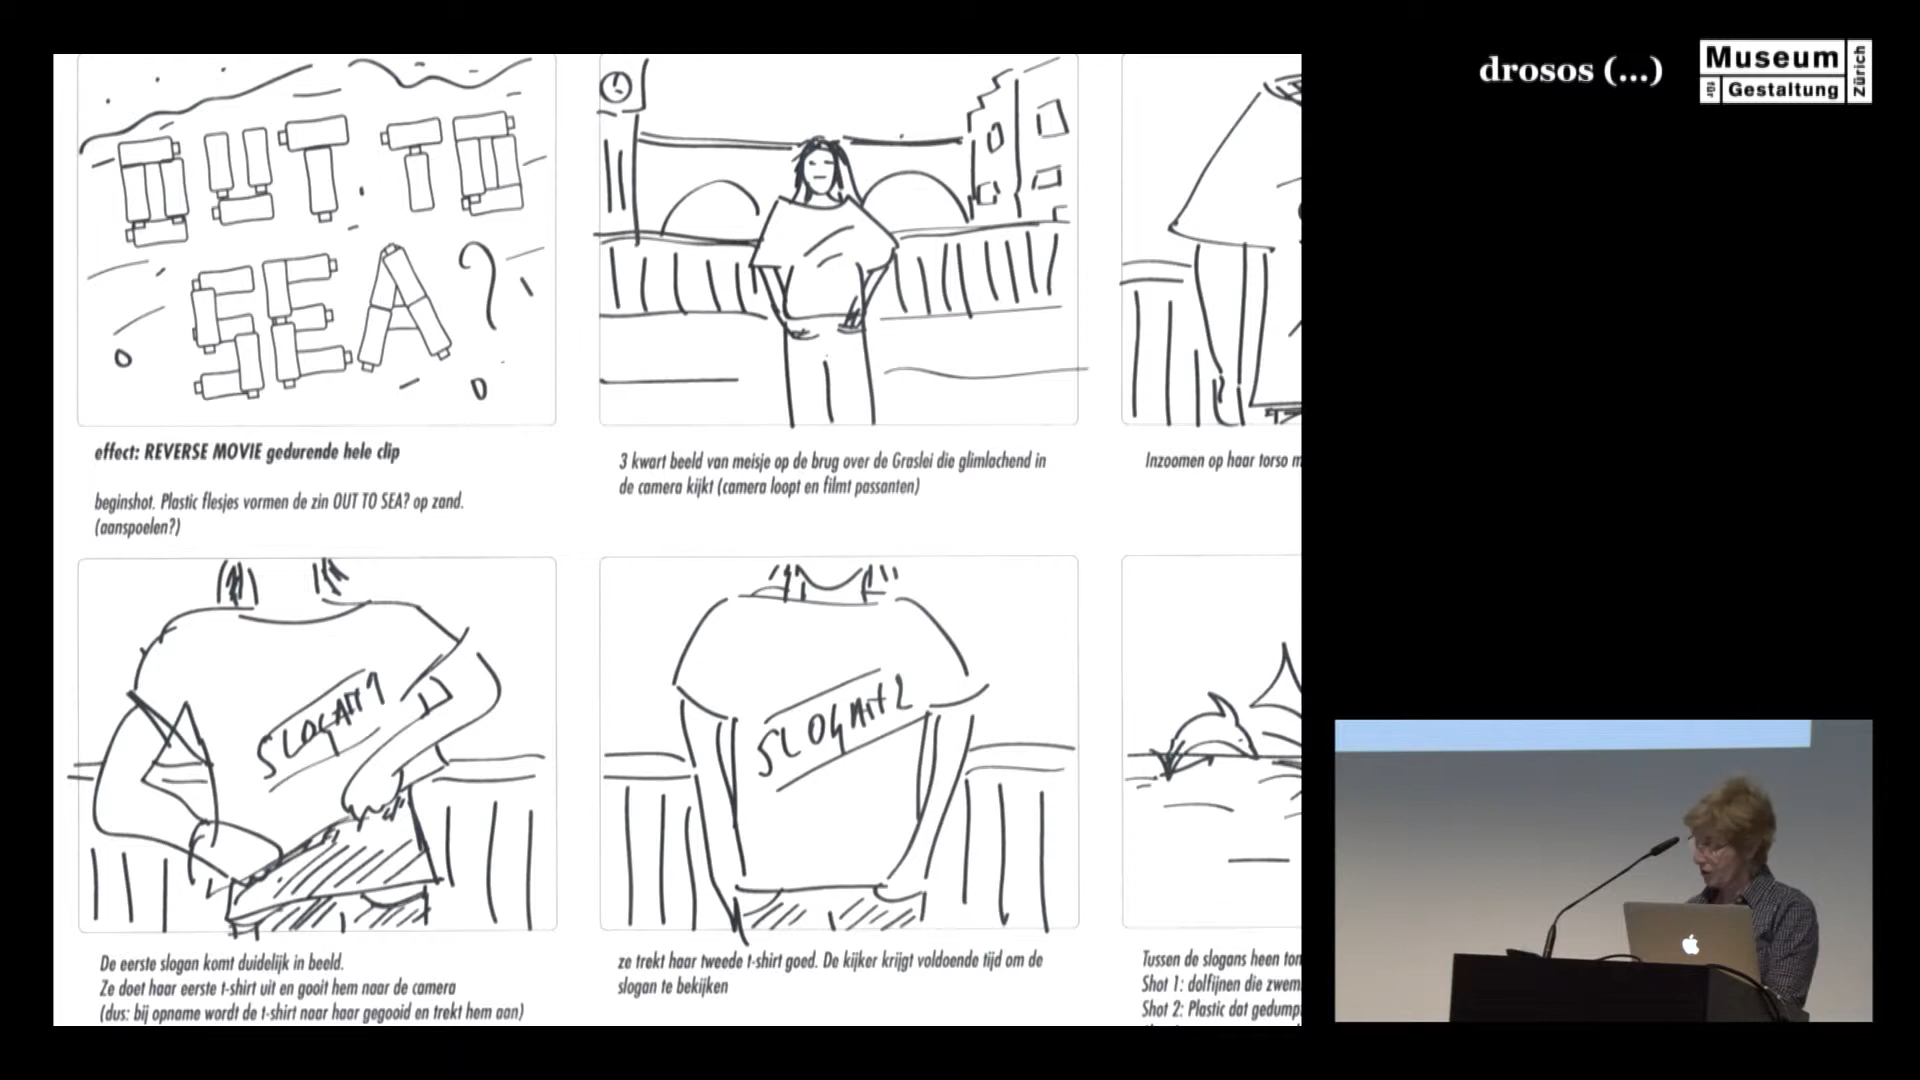 drosos (...)
Museum
für Gestaltung
Zürich
OUT TO
SEA?
effect: REVERSE MOVIE gedurende hele clip
beginshot. Plastic flesjes vormen de zin OUT TO SEA? op zand.
(aanspoelen?)
3 kwart beeld van meisje op de brug over de Graslei die glimlachend in
de camera kijkt (camera loopt en filmt passanten)
Inzoomen op haar torso m
SLOGAN 1
SLOGAN 2
De eerste slogan komt duidelijk in beeld.
Ze doet haar eerste t-shirt uit en gooit hem naar de camera
(dus: bij opname wordt de t-shirt naar haar gegooid en trekt hem aan)
ze trekt haar tweede t-shirt goed. De kijker krijgt voldoende tijd om de
slogan te bekijken
Tussen de slogans heen ton
Shot 1: dolfijnen die zwem
Shot 2: Plastic dat gedump